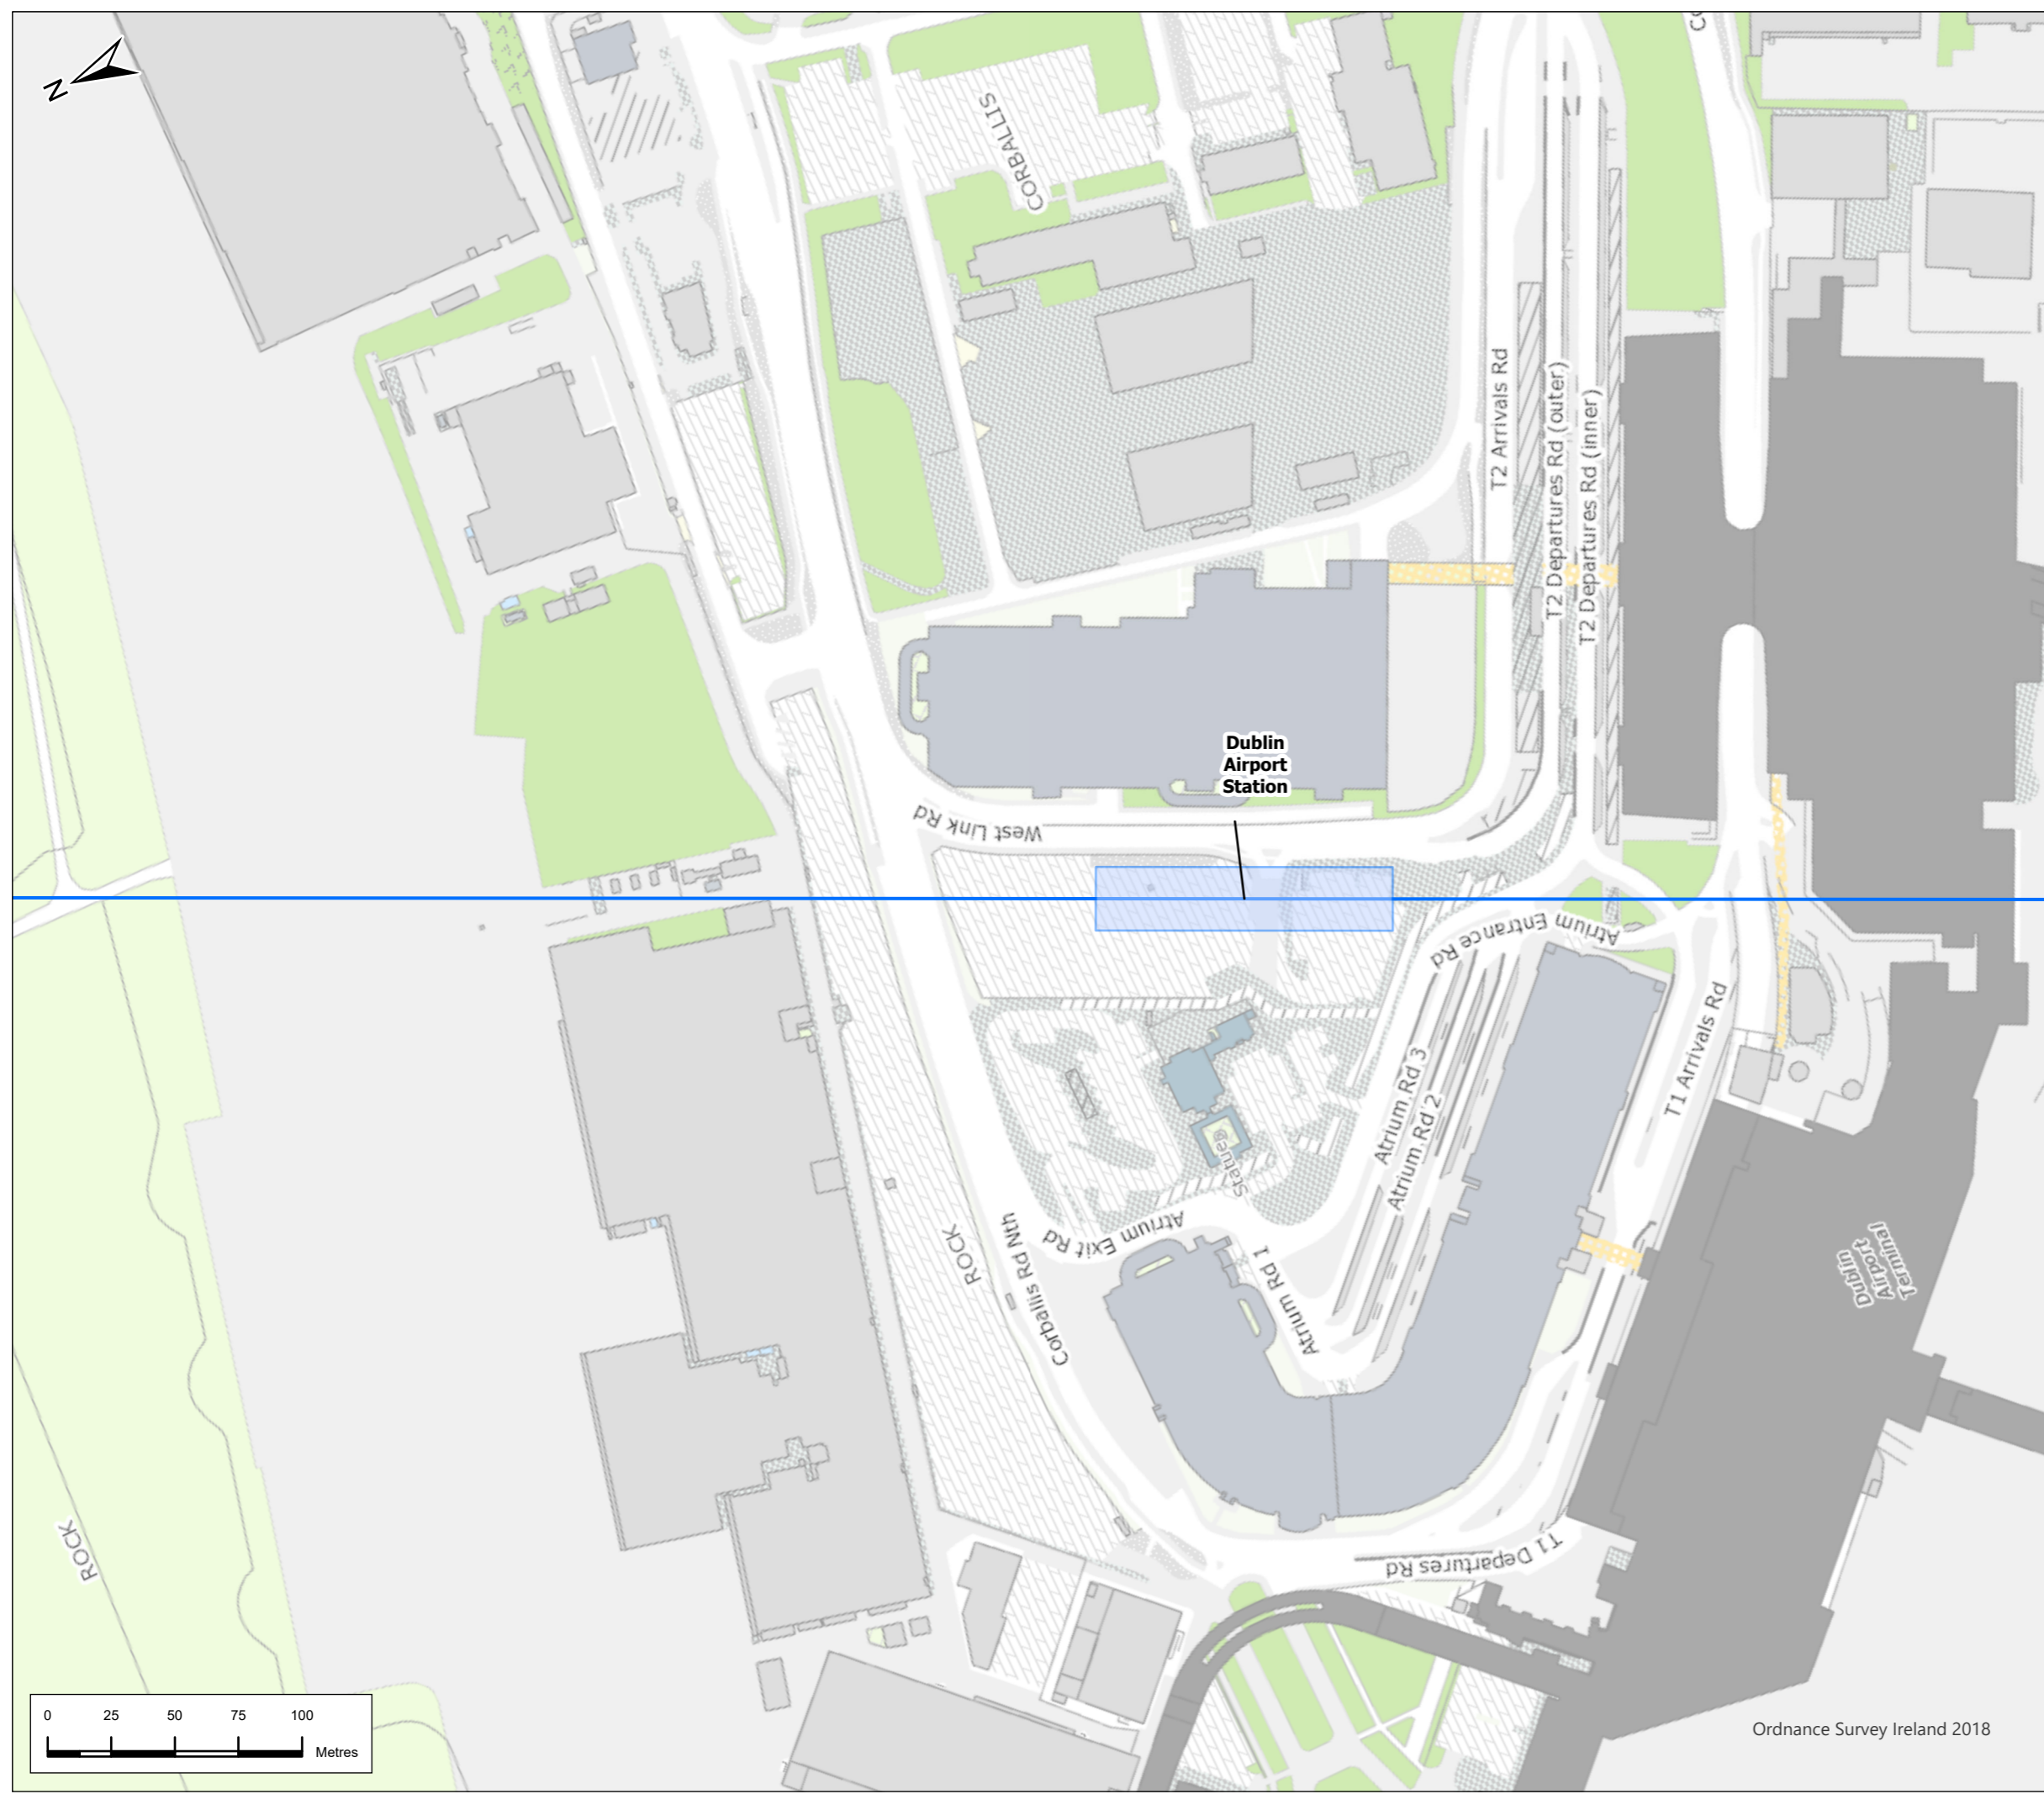 N
CO
CORBALLIS
T2 Arrivals Rd
T2 Departures Rd (outer)
T2 Departures Rd (inner)
Dublin
Airport
Station
West Link Rd
Atrium Entrance Rd
T1 Arrivals Rd
Atrium Rd 3
Atrium Rd 2
Statue
Atrium Exit Rd
Atrium Rd 1
ROCK
Corballis Rd Nth
Dublin
Airport
Terminal
T1 Departures Rd
ROCK
0 25 50 75 100
Metres
Ordnance Survey Ireland 2018